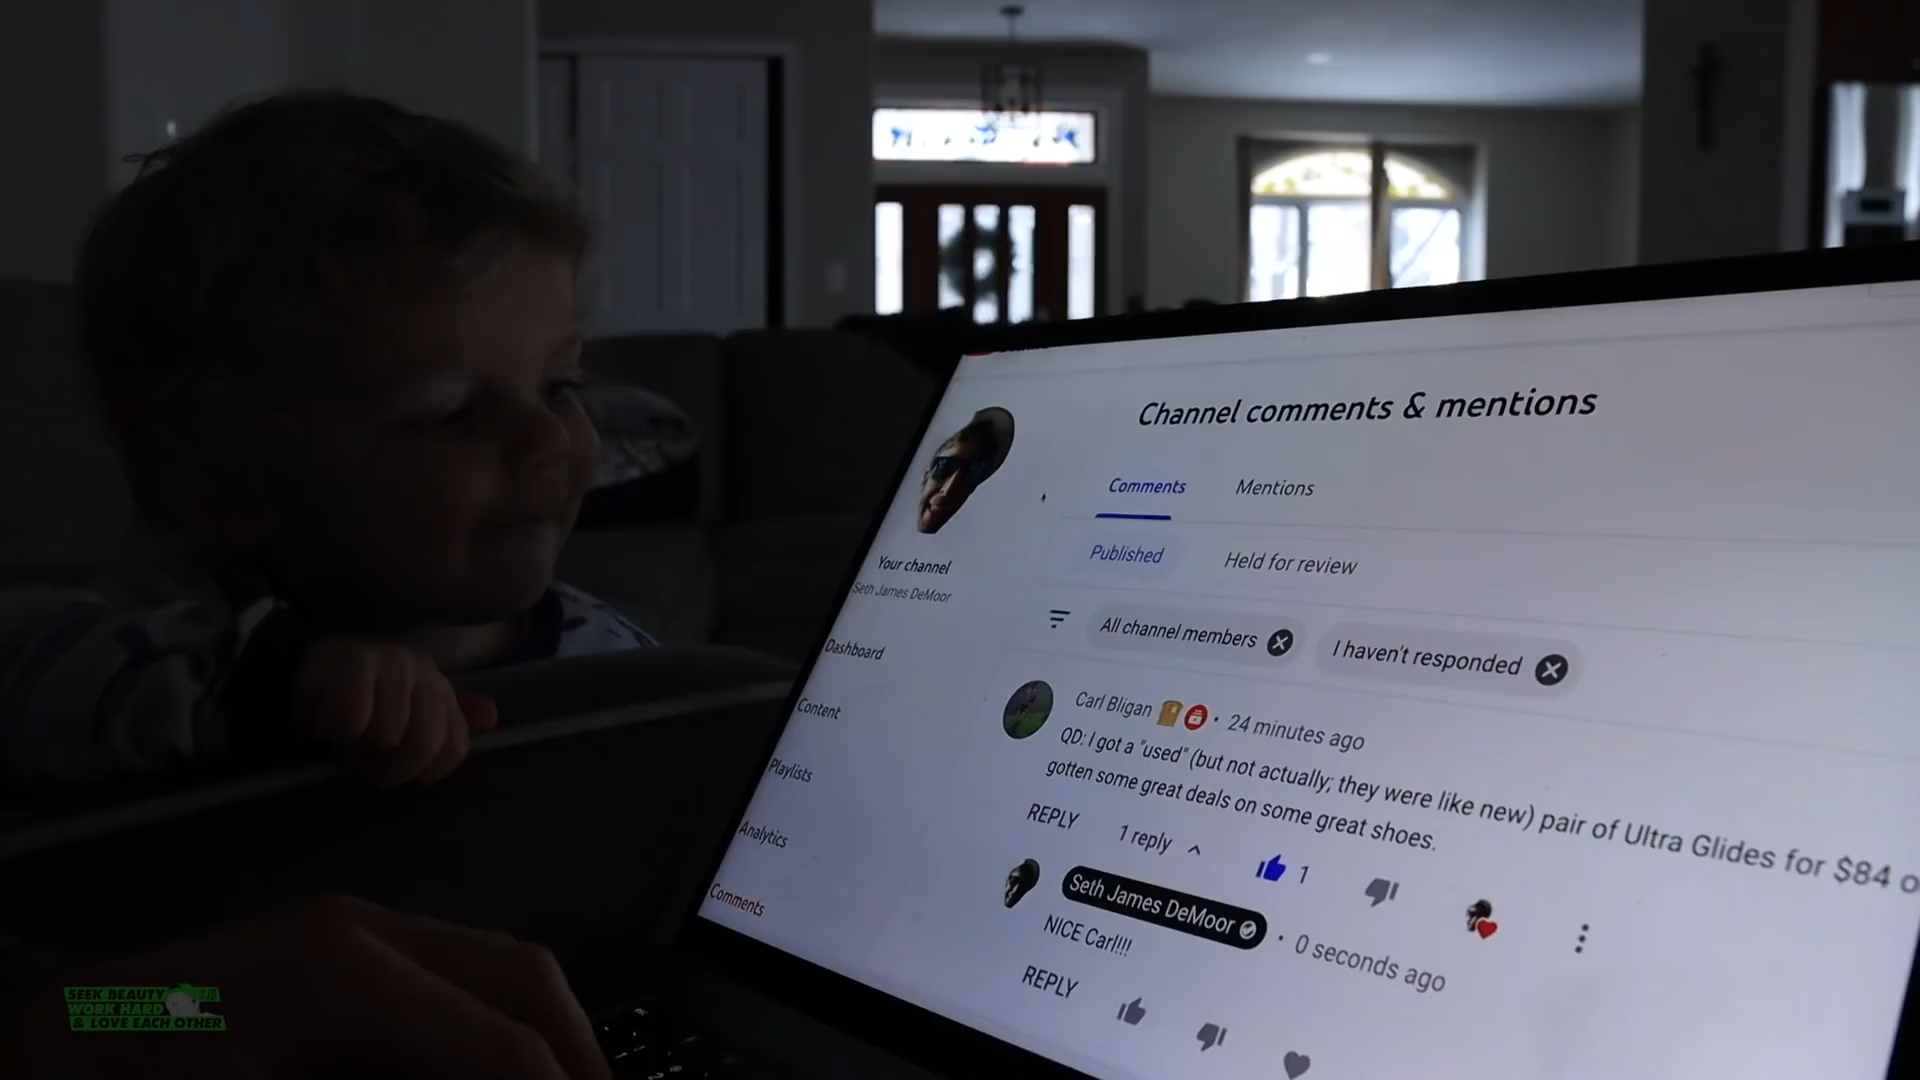 Channel comments & mentions
Comments Mentions
Published Held for review
All channel members I haven't responded
Your channel
Seth James DeMoor
Dashboard
Content
Playlists
Analytics
Comments
Carl Bligan · 24 minutes ago
QD: I got a "used" (but not actually; they were like new) pair of Ultra Glides for $84 o
gotten some great deals on some great shoes.
REPLY 1 reply 1
Seth James DeMoor · 0 seconds ago
NICE Carl!!!
REPLY
SEEK BEAUTY
WORK HARD
& LOVE EACH OTHER